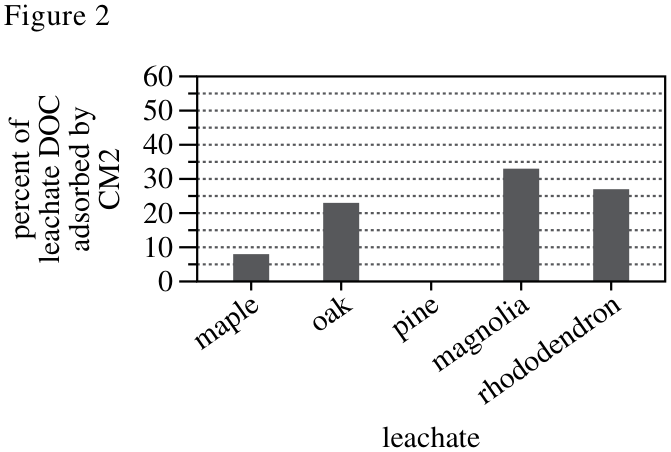 Figure 2
percent of
leachate DOC
adsorbed by
CM2
60
50
40
30
20
10
0
maple
oak
pine
magnolia
rhododendron
leachate